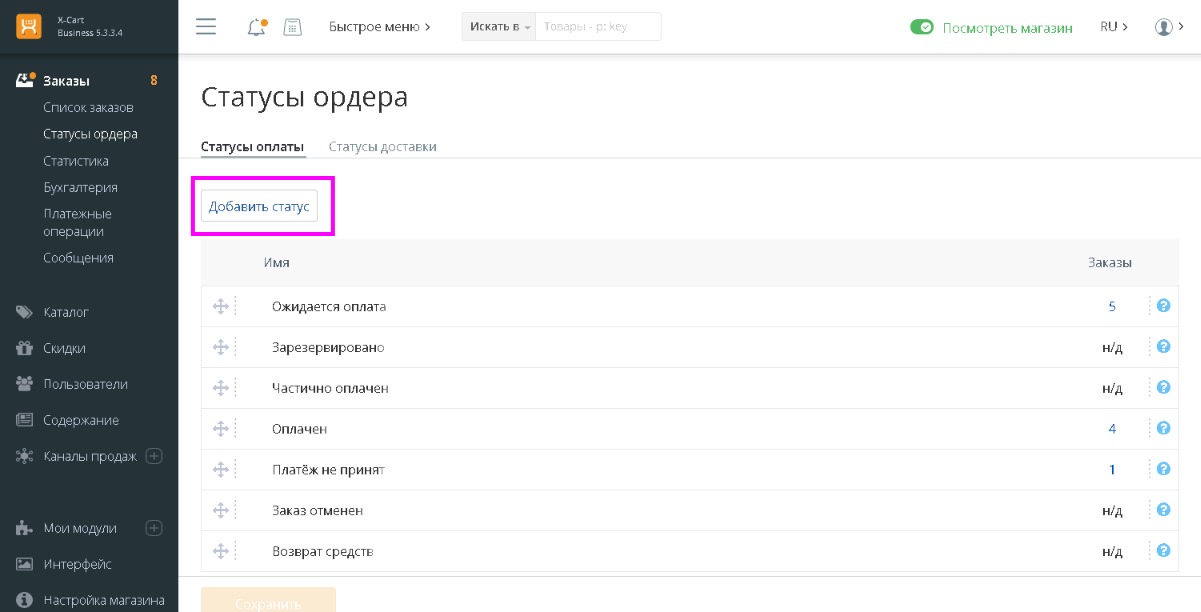 X-Cart
Business 5.3.3.4
Быстрое меню
Искать в
Товары - p: key
Посмотреть магазин
RU
Заказы 8
Список заказов
Статусы ордера
Статистика
Бухгалтерия
Платежные
операции
Сообщения
Каталог
Скидки
Пользователи
Содержание
Каналы продаж
Мои модули
Интерфейс
Настройка магазина
Статусы ордера
Статусы оплаты Статусы доставки
Добавить статус
Имя Заказы
Ожидается оплата 5
Зарезервировано н/д
Частично оплачен н/д
Оплачен 4
Платёж не принят 1
Заказ отменен н/д
Возврат средств н/д
Сохранить